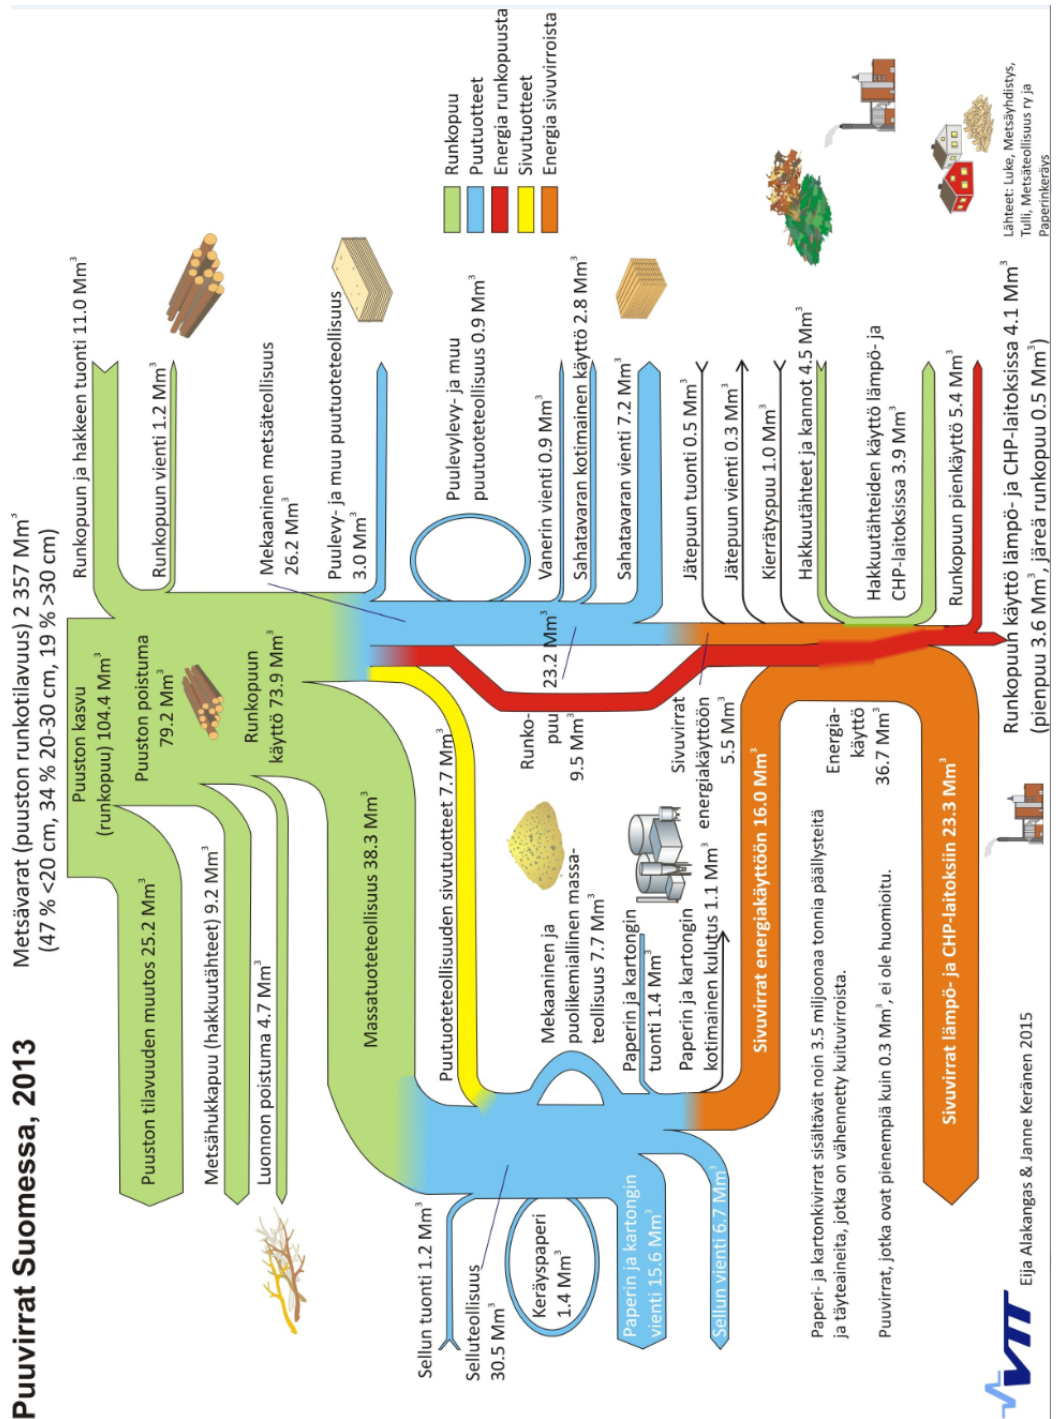 Puuvirrat Suomessa, 2013
Metsävarat (puuston runkotilavuus) 2 357 Mm³
(47 % <20 cm, 34 % 20-30 cm, 19 % >30 cm)
Puuston kasvu
(runkopuu) 104.4 Mm³
Runkopuun ja hakkeen tuonti 11.0 Mm³
Puuston tilavuuden muutos 25.2 Mm³
Puuston poistuma
79.2 Mm³
Runkopuun vienti 1.2 Mm³
Metsähukkapuu (hakkuutähteet) 9.2 Mm³
Luonnon poistuma 4.7 Mm³
Runkopuun
käyttö 73.9 Mm³
Mekaaninen metsäteollisuus
26.2 Mm³
Massatuoteteollisuus 38.3 Mm³
Puulevy- ja muu puutuoteteollisuus
3.0 Mm³
Runkopuu
Puutuotteet
Energia runkopuusta
Sivutuotteet
Energia sivuvirroista
Puutuoteteollisuuden sivutuotteet 7.7 Mm³
Puulevylevy- ja muu
puutuoteteollisuus 0.9 Mm³
Sellun tuonti 1.2 Mm³
Selluteollisuus
30.5 Mm³
Keräyspaperi
1.4 Mm³
Mekaaninen ja
puolikemiallinen massa-
teollisuus 7.7 Mm³
Runko-
puu
9.5 Mm³
23.2 Mm³
Vanerin vienti 0.9 Mm³
Sahatavaran kotimainen käyttö 2.8 Mm³
Sahatavaran vienti 7.2 Mm³
Paperin ja kartongin
vienti 15.6 Mm³
Paperin ja kartongin
tuonti 1.4 Mm³
Paperin ja kartongin
kotimainen kulutus 1.1 Mm³
Sellun vienti 6.7 Mm³
Sivuvirrat
energiakäyttöön
5.5 Mm³
Jätepuun tuonti 0.5 Mm³
Jätepuun vienti 0.3 Mm³
Kierrätyspuu 1.0 Mm³
Hakkuutähteet ja kannot 4.5 Mm³
Sivuvirrat energiakäyttöön 16.0 Mm³
Energia-
käyttö
36.7 Mm³
Hakkuutähteiden käyttö lämpö- ja
CHP-laitoksissa 3.9 Mm³
Runkopuun pienkäyttö 5.4 Mm³
Paperi- ja kartonkivirrat sisältävät noin 3.5 miljoonaa tonnia päällysteitä
ja täyteaineita, jotka on vähennetty kuituvirroista.
Puuvirrat, jotka ovat pienempiä kuin 0.3 Mm³, ei ole huomioitu.
Sivuvirrat lämpö- ja CHP-laitoksiin 23.3 Mm³
Runkopuun käyttö lämpö- ja CHP-laitoksissa 4.1 Mm³
(pienpuu 3.6 Mm³, järeä runkopuu 0.5 Mm³)
Lähteet: Luke, Metsäyhdistys,
Tulli, Metsäteollisuus ry ja
Paperinkeräys
VTT
Eija Alakangas & Janne Keränen 2015